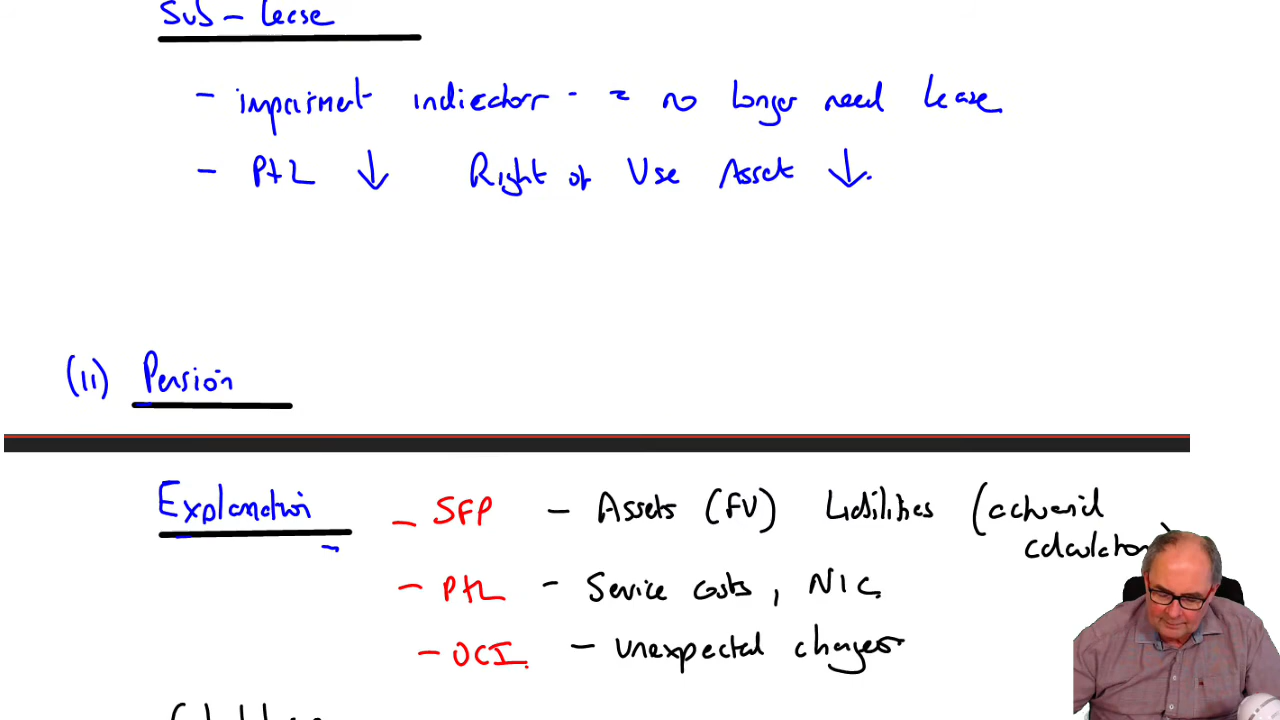 Sub - Lease
- impairment indicator - = no longer need lease
- P+L ↓ Right of Use Asset ↓.
(ii) Pension
Explanation - SFP - Assets (FV) Liabilities (actuarial
calculation)
- P+L - Service costs, NIC
- OCI. - unexpected changes